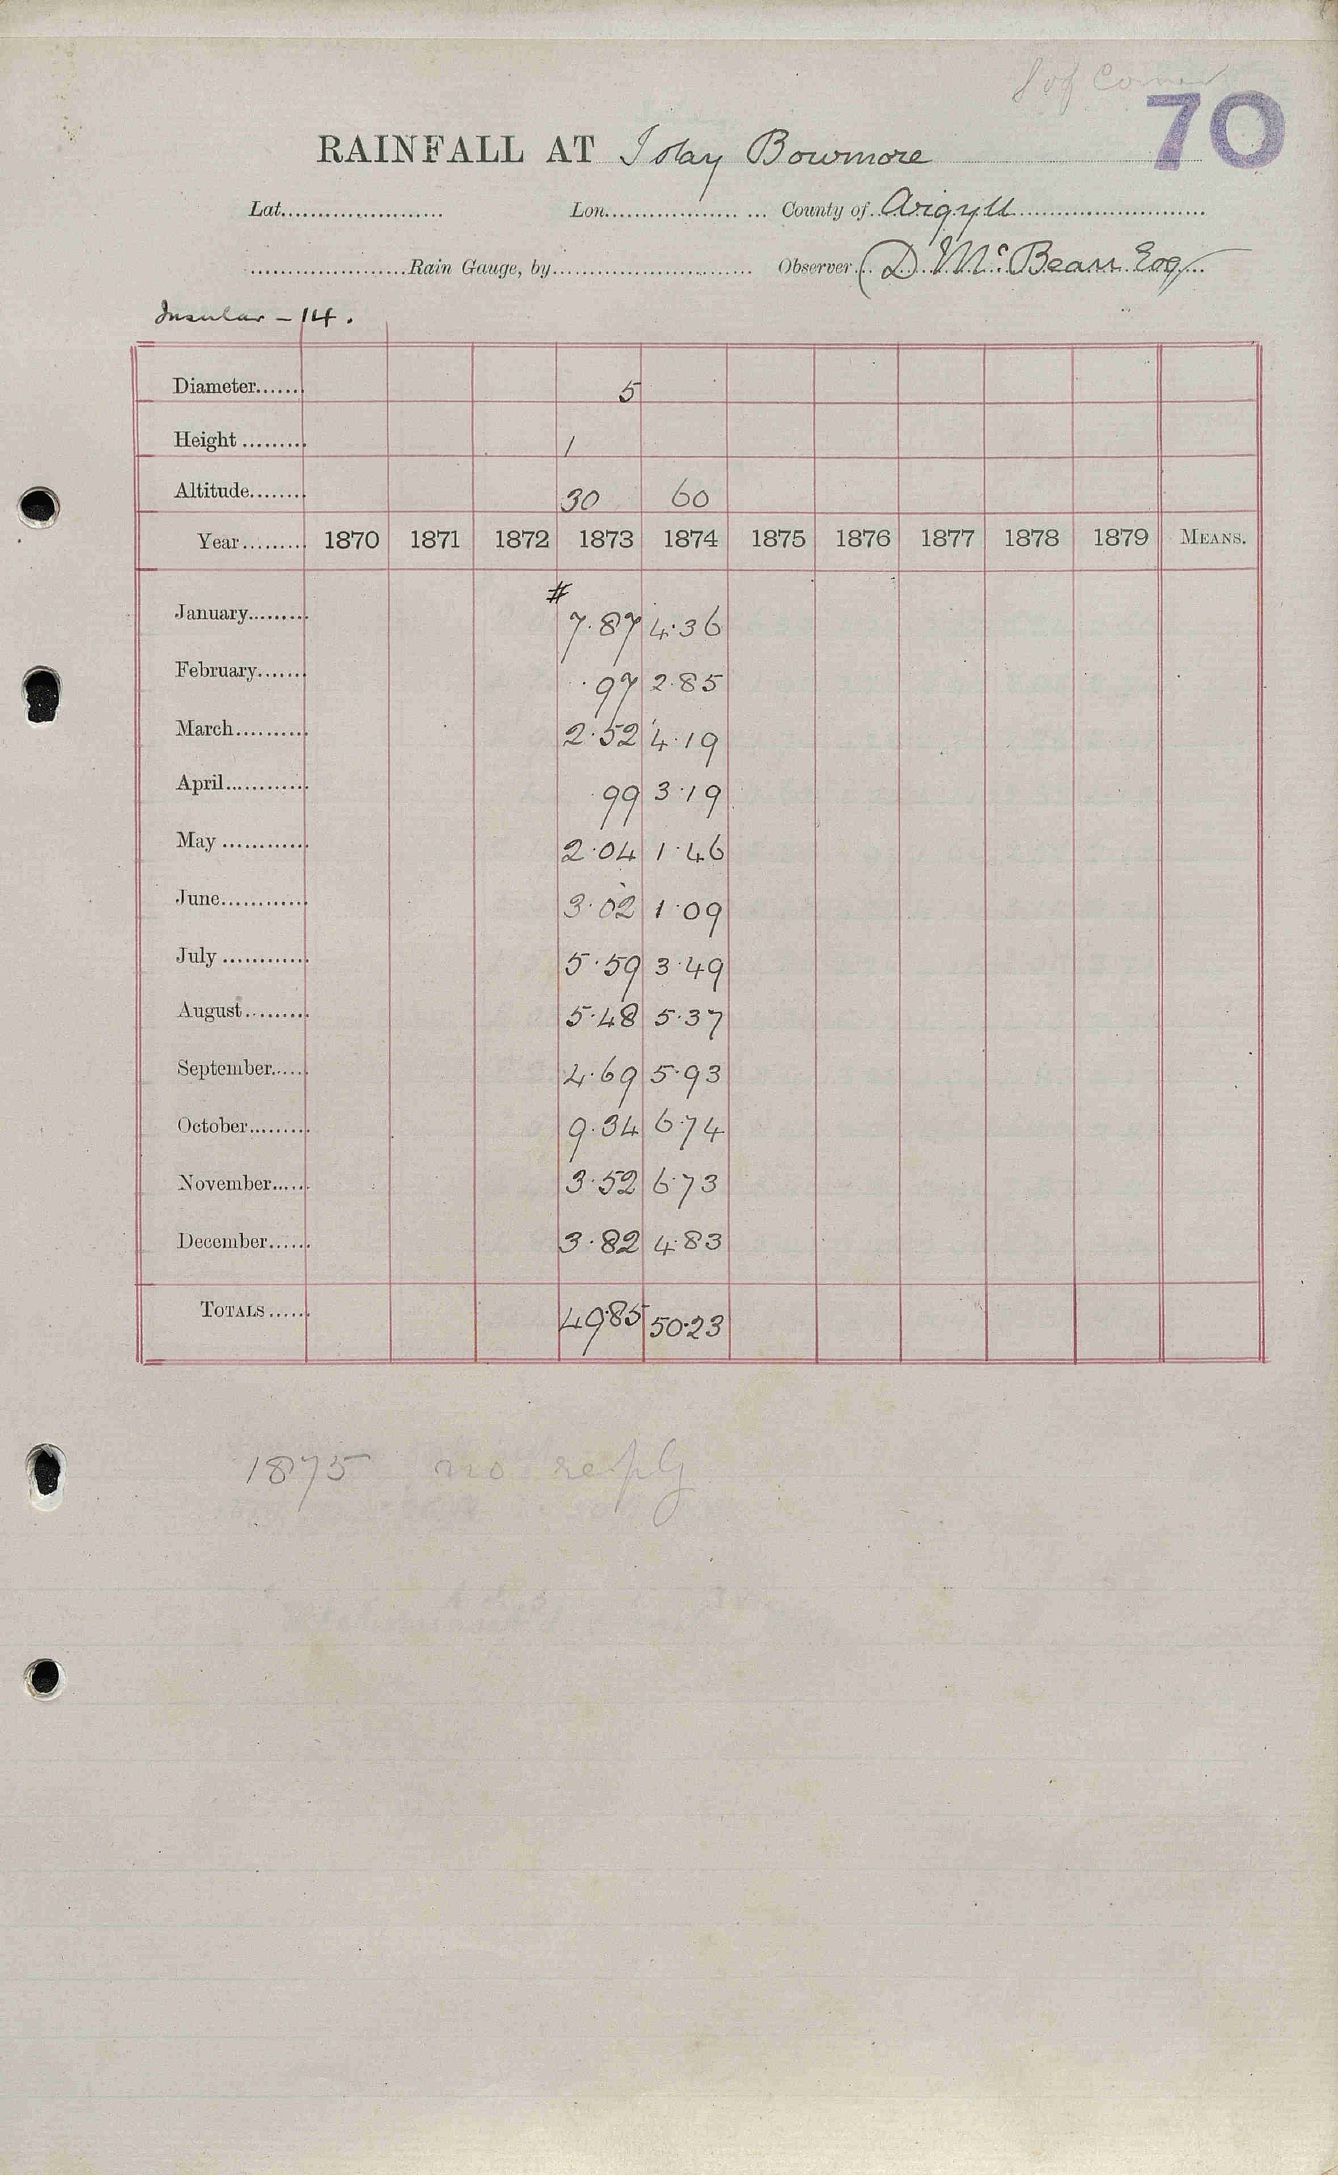 70
RAINFALL AT Islay Bowmore
Lat. Lon. County of Argyll
Rain Gauge, by Observer (D. Mc. Bean Esq
Insular - 14.
Diameter 5
Height 1
Altitude 30 60
Year 1870 1871 1872 1873 1874 1875 1876 1877 1878 1879 MEANS.
#
January 7.87 4.36
February .97 2.85
March 2.52 4.19
April .99 3.19
May 2.04 1.46
June 3.02 1.09
July 5.59 3.49
August 5.48 5.37
September 4.69 5.93
October 9.34 6.74
November 3.52 6.73
December 3.82 4.83
TOTALS 49.85 50.23
1875 no reply